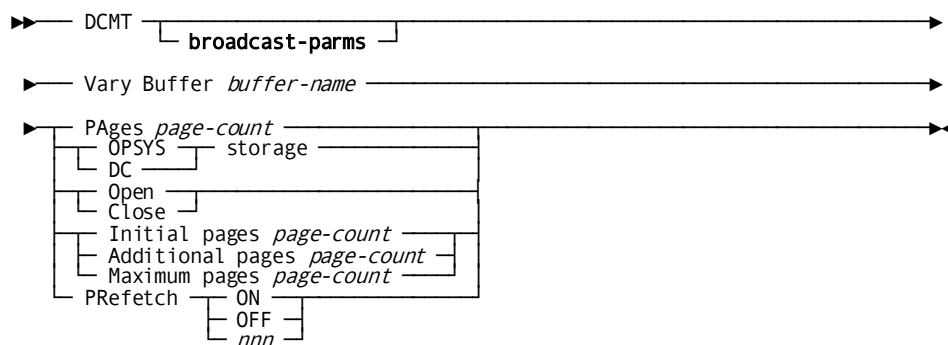 DCMT
broadcast-parms
Vary Buffer buffer-name
PAges page-count
OPSYS storage
DC
Open
Close
Initial pages page-count
Additional pages page-count
Maximum pages page-count
PRefetch ON
OFF
nnn